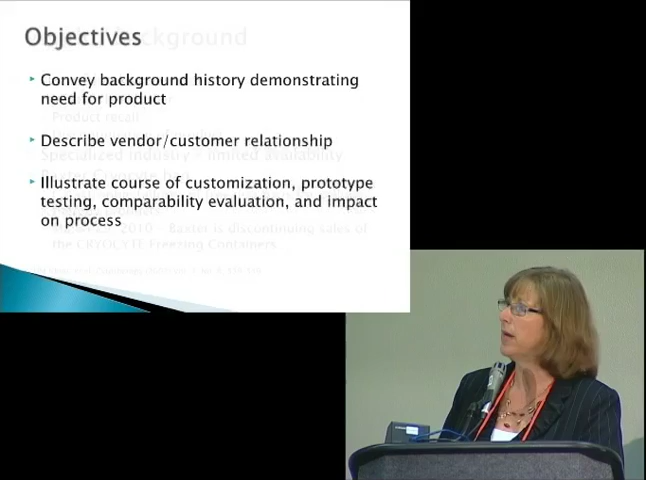 Objectives
Background
Convey background history demonstrating
need for product
Product recall
Describe vendor/customer relationship
Specialized industry - limited availability
Illustrate course of customization, prototype
testing, comparability evaluation, and impact
on process
2010 - Baxter is discontinuing sales of
the CRYOCYTE Freezing Containers